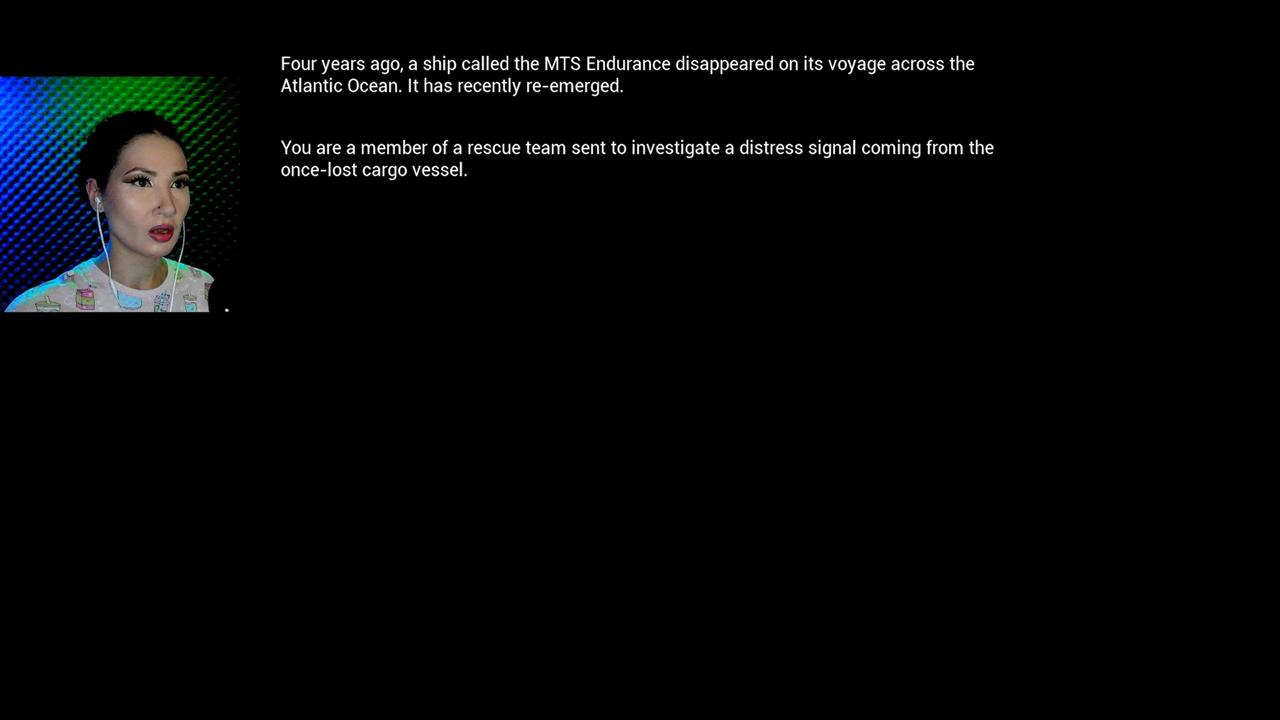 Four years ago, a ship called the MTS Endurance disappeared on its voyage across the
Atlantic Ocean. It has recently re-emerged.
You are a member of a rescue team sent to investigate a distress signal coming from the
once-lost cargo vessel.